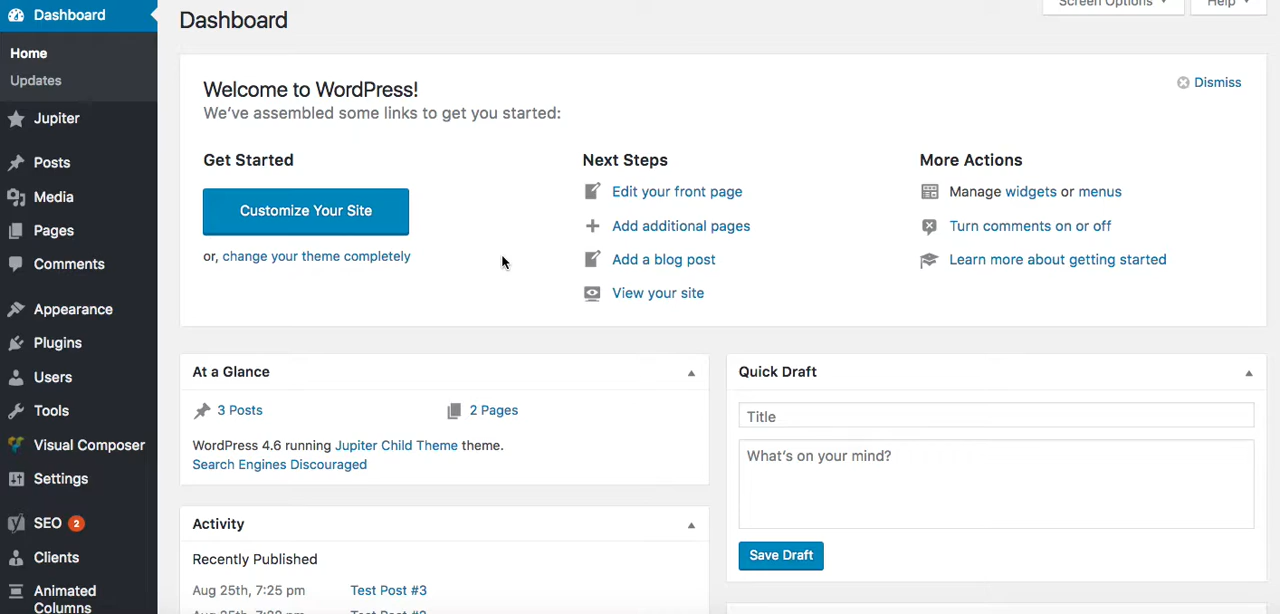 Dashboard
Home
Updates
Jupiter
Posts
Media
Pages
Comments
Appearance
Plugins
Users
Tools
Visual Composer
Settings
SEO 2
Clients
Animated
Columns
Screen Options
Help
Dashboard
Welcome to WordPress!
We've assembled some links to get you started:
Dismiss
Get Started
Customize Your Site
or, change your theme completely
Next Steps
Edit your front page
Add additional pages
Add a blog post
View your site
More Actions
Manage widgets or menus
Turn comments on or off
Learn more about getting started
At a Glance
3 Posts
2 Pages
WordPress 4.6 running Jupiter Child Theme theme.
Search Engines Discouraged
Activity
Recently Published
Aug 25th, 7:25 pm Test Post #3
Quick Draft
Title
What's on your mind?
Save Draft